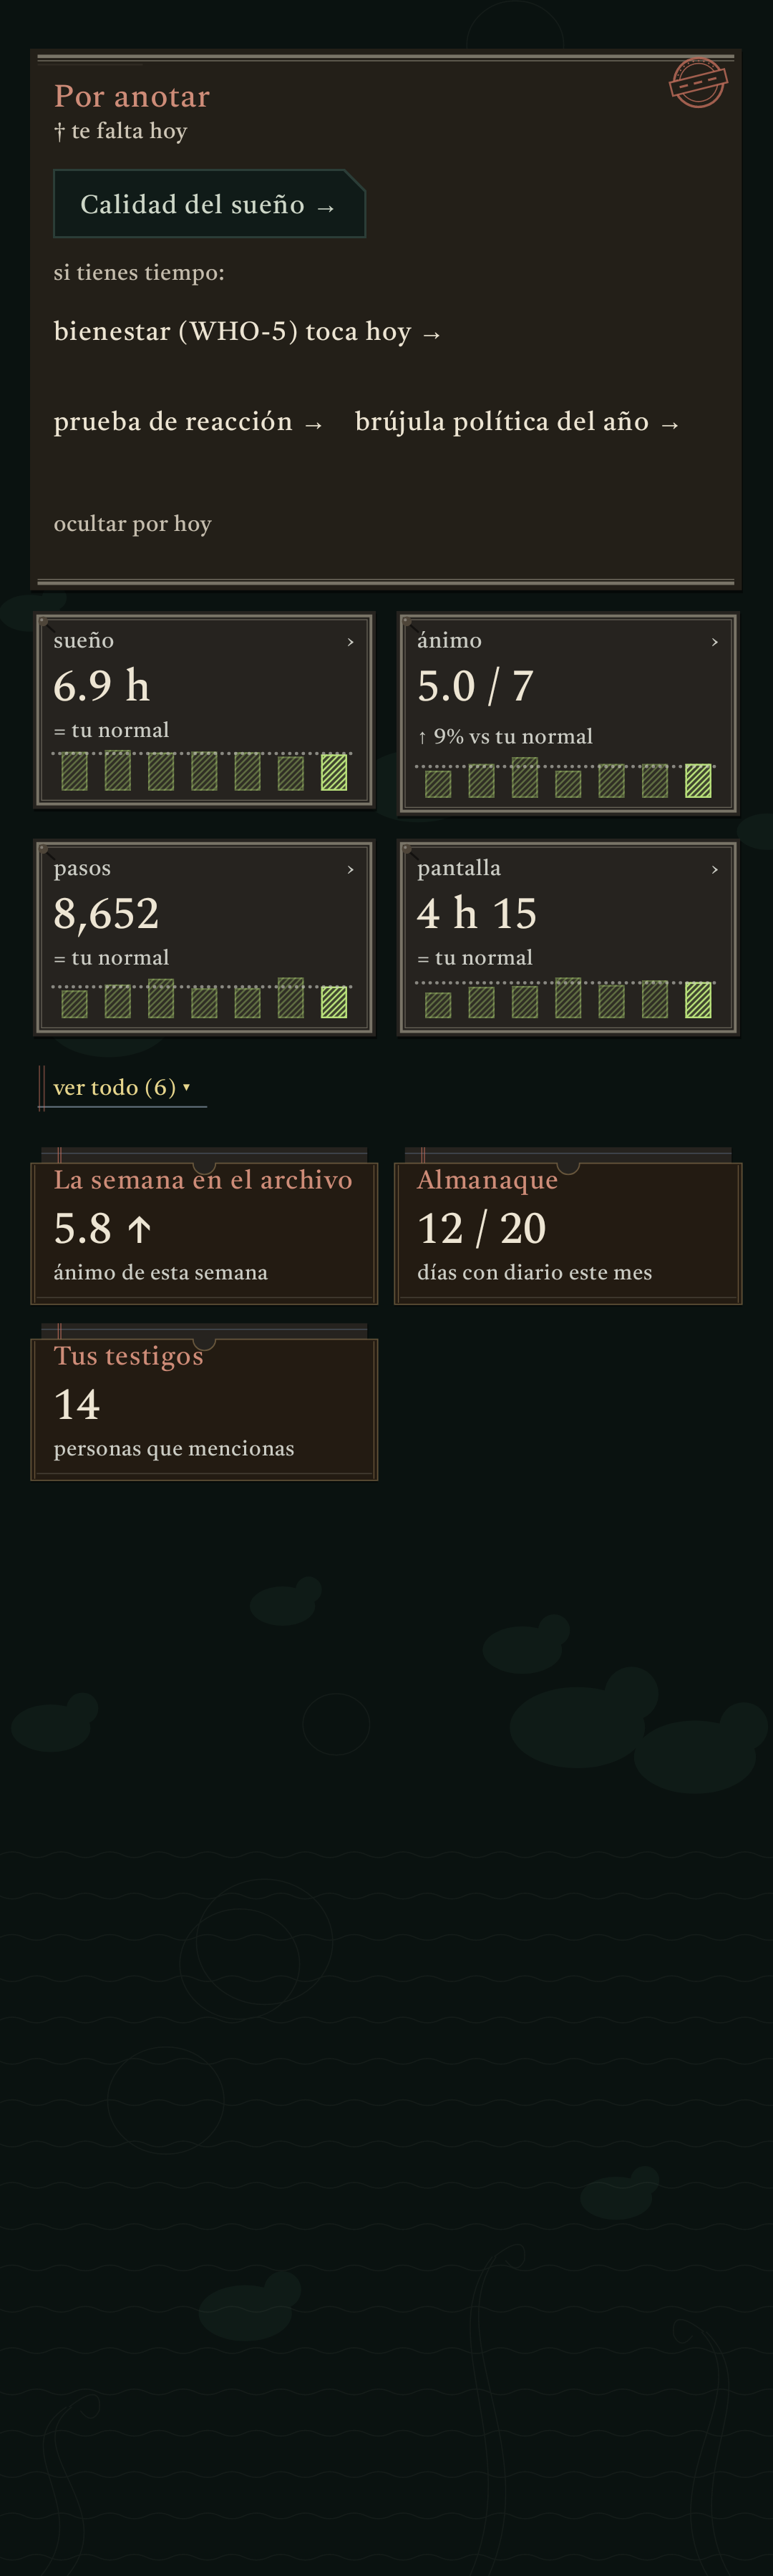 Por anotar
† te falta hoy
Calidad del sueño →
si tienes tiempo:
bienestar (WHO-5) toca hoy →
prueba de reacción → brújula política del año →
ocultar por hoy
sueño ›
6.9 h
= tu normal
ánimo ›
5.0 / 7
↑ 9% vs tu normal
pasos ›
8,652
= tu normal
pantalla ›
4 h 15
= tu normal
ver todo (6) ▾
La semana en el archivo
5.8 ↑
ánimo de esta semana
Almanaque
12 / 20
días con diario este mes
Tus testigos
14
personas que mencionas